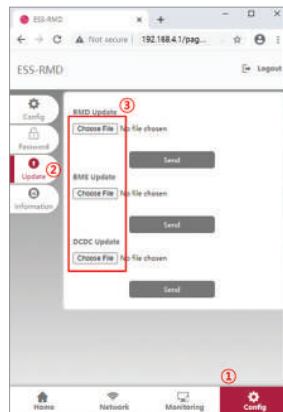 ESS-RMD
Not secure | 192.168.4.1/pag...
ESS-RMD
Logout
Config
Password
Update ②
Information
RMD Update ③
Choose File No file chosen
Send
BME Update
Choose File No file chosen
Send
DCDC Update
Choose File No file chosen
Send
①
Home
Network
Monitoring
Config